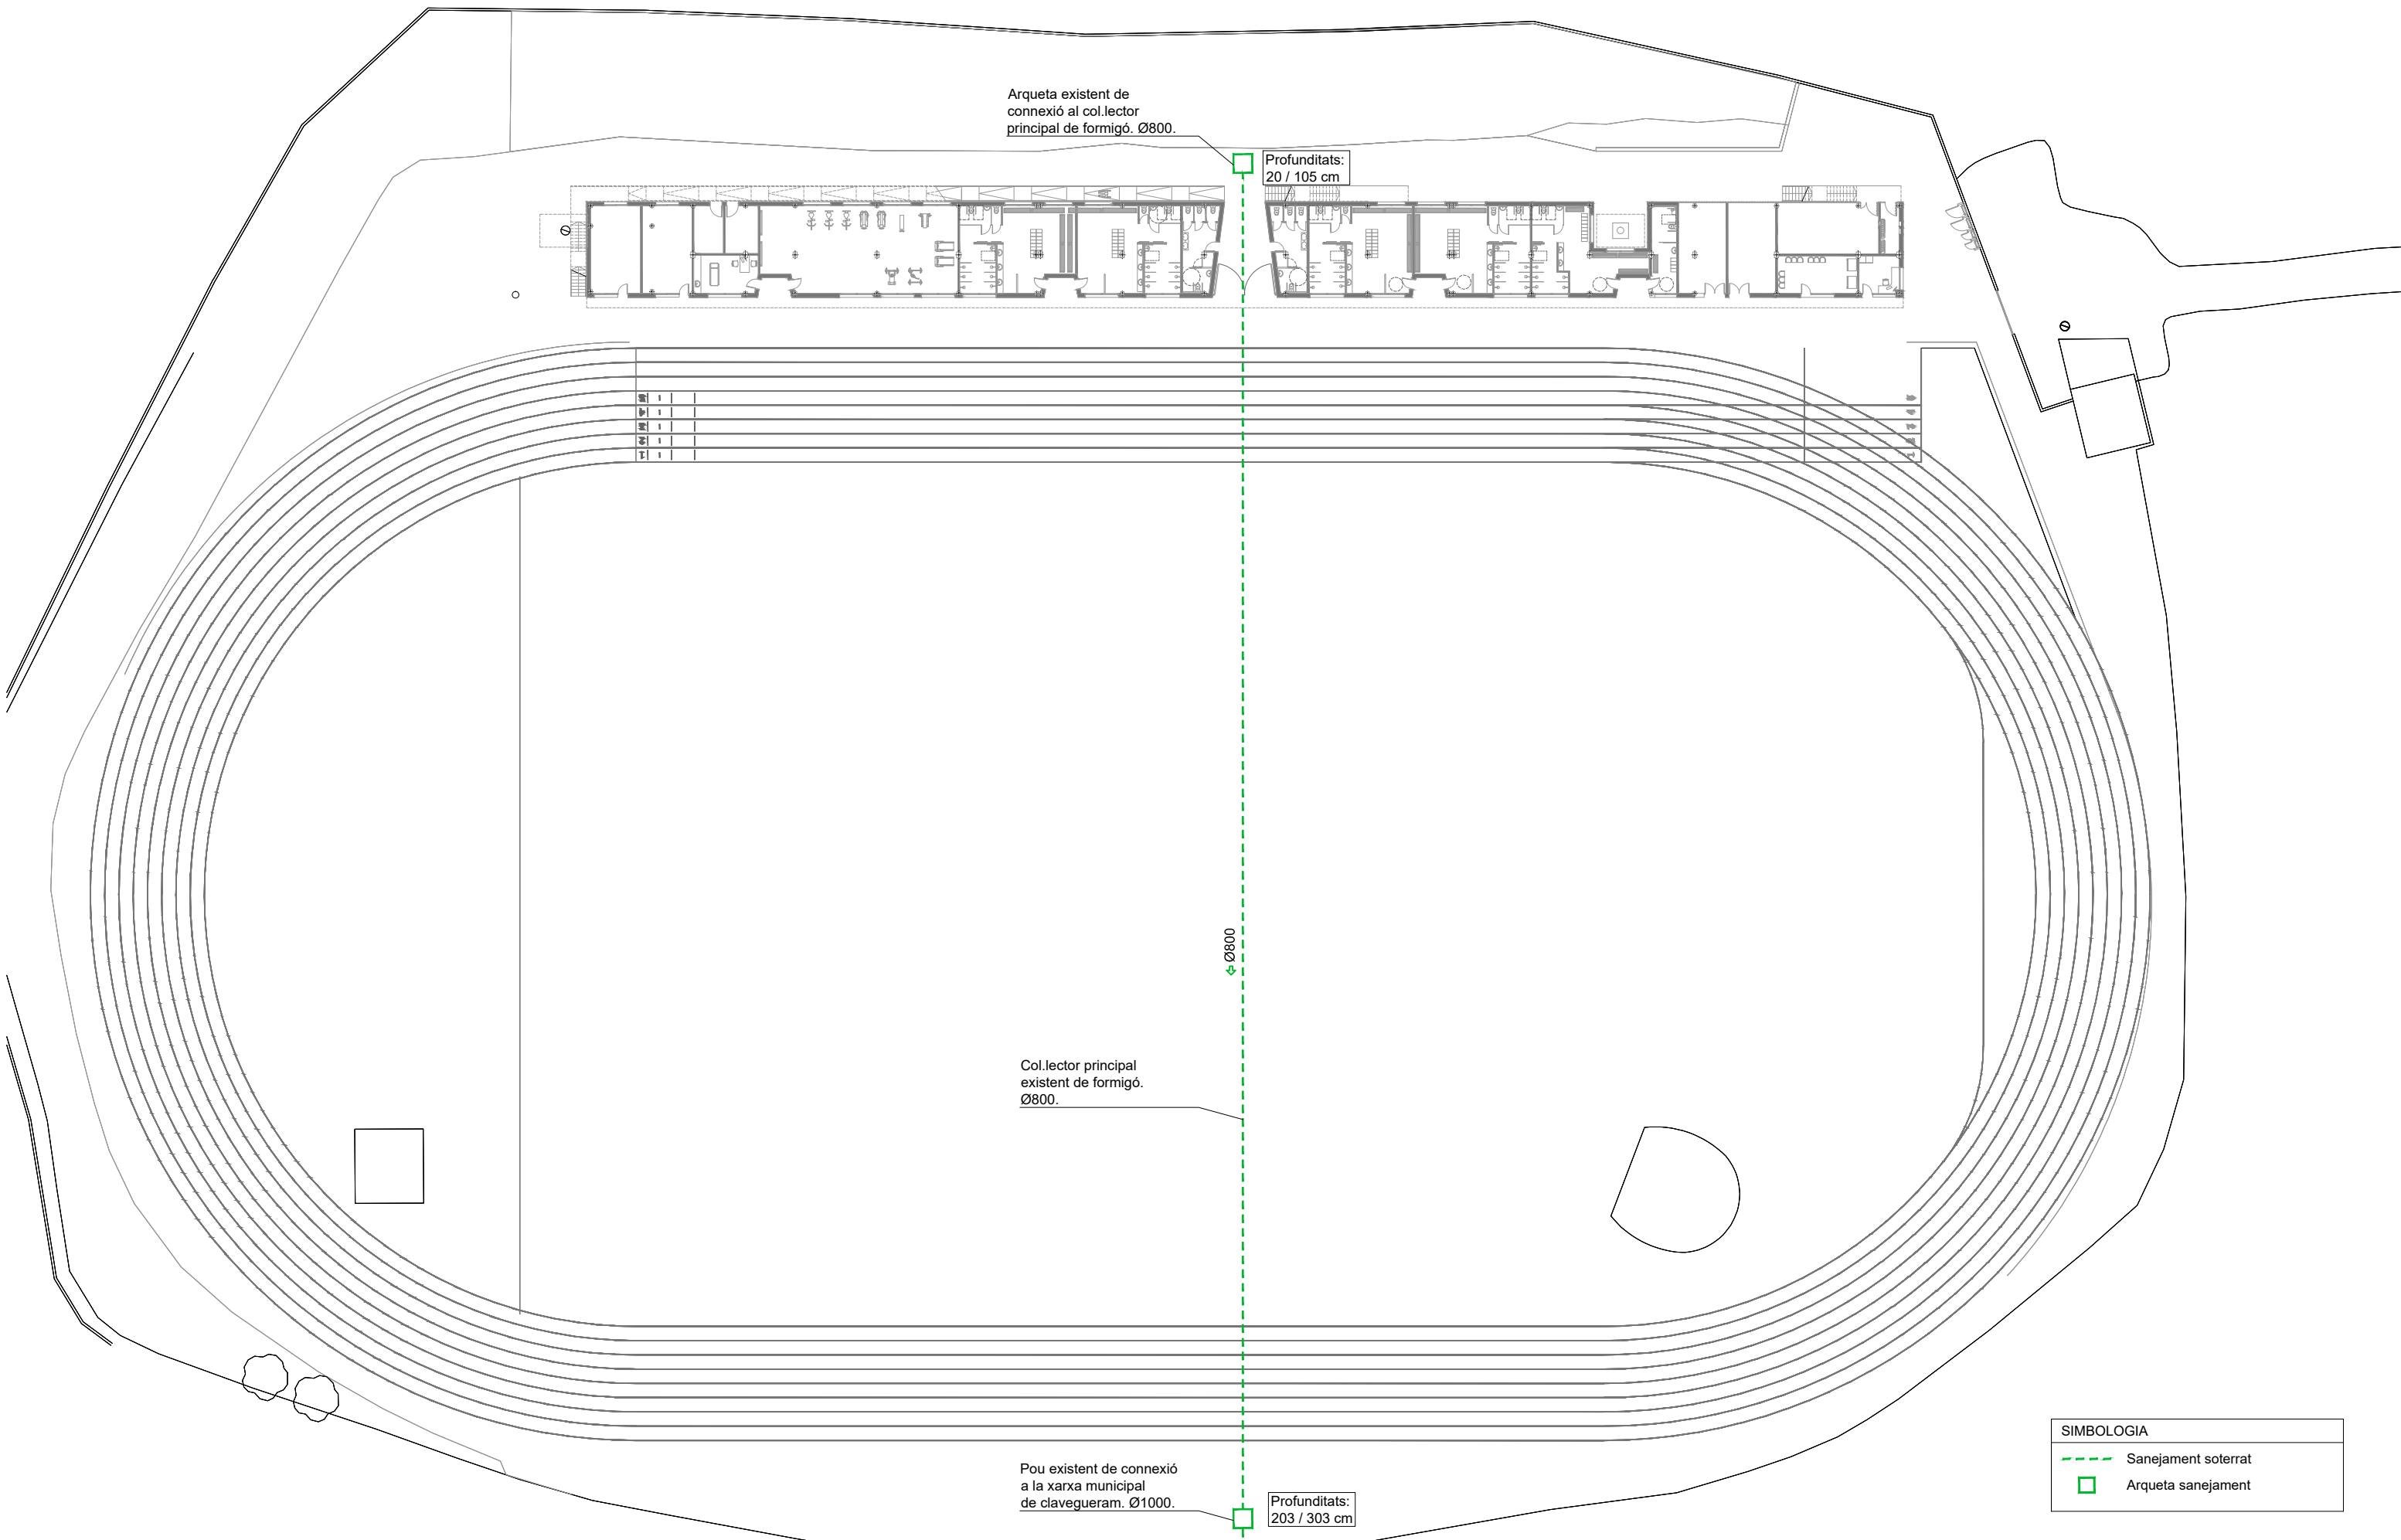 Arqueta existent de
connexió al col.lector
principal de formigó. Ø800.
Profunditats:
20 / 105 cm
Ø800
Col.lector principal
existent de formigó.
Ø800.
Pou existent de connexió
a la xarxa municipal
de clavegueram. Ø1000.
Profunditats:
203 / 303 cm
SIMBOLOGIA
Sanejament soterrat
Arqueta sanejament